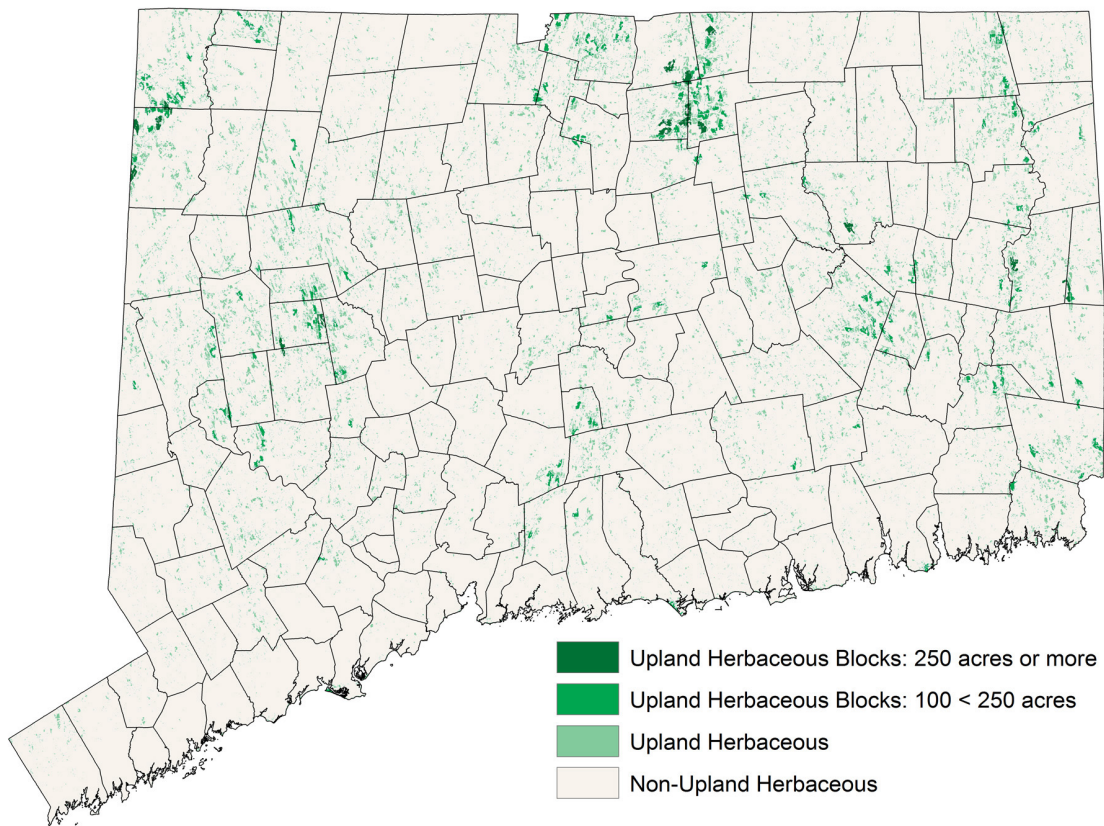 Upland Herbaceous Blocks: 250 acres or more
Upland Herbaceous Blocks: 100 < 250 acres
Upland Herbaceous
Non-Upland Herbaceous